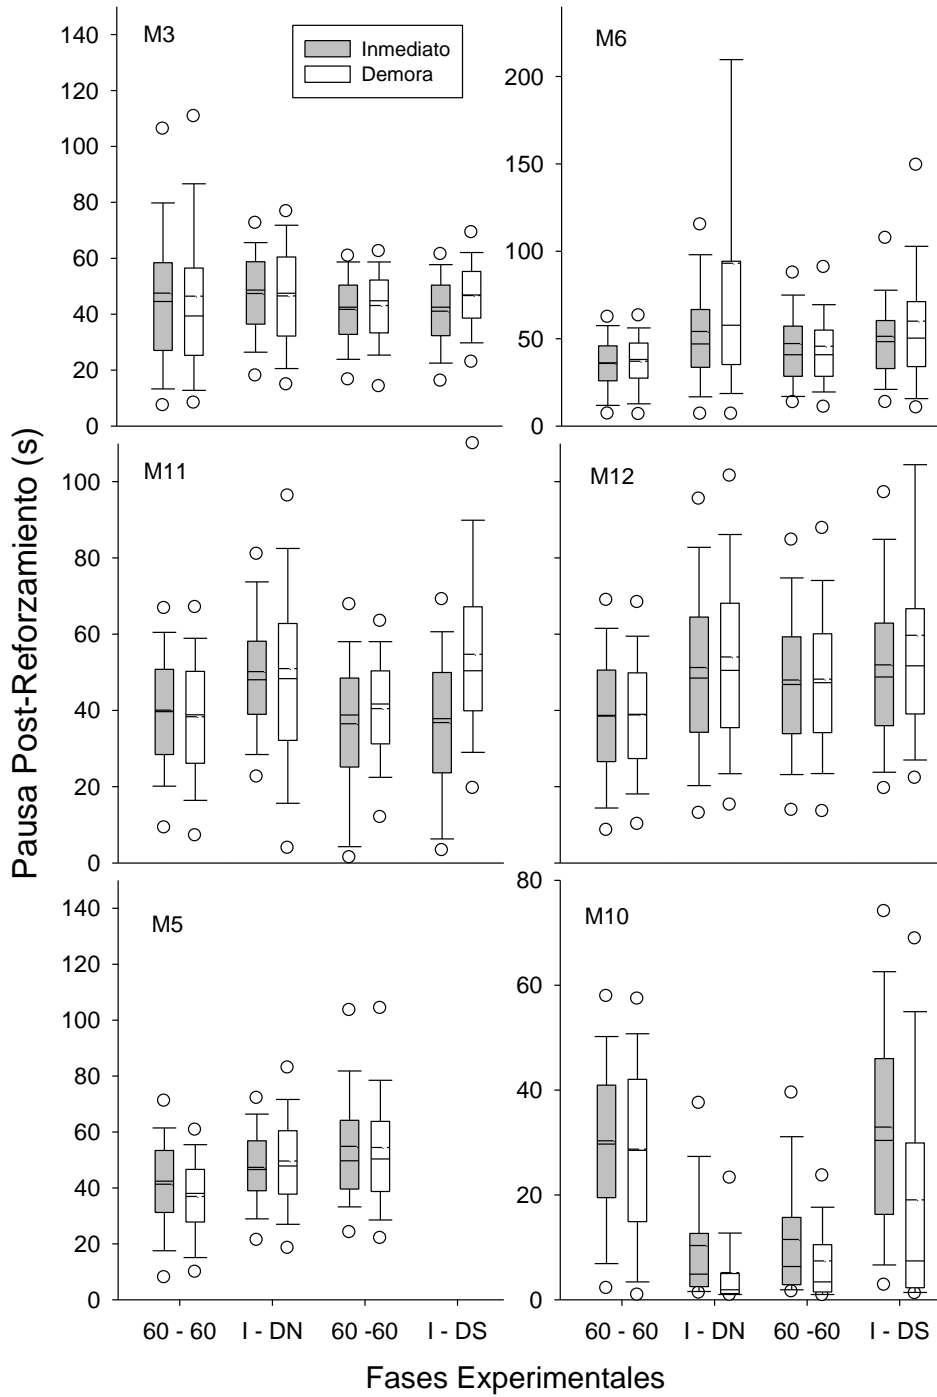 M3
Inmediato
Demora
140
120
100
80
60
40
20
0
M6
200
150
100
50
0
Pausa Post-Reforzamiento (s)
M11
100
80
60
40
20
0
M12
M5
140
120
100
80
60
40
20
0
60 - 60 I - DN 60 -60 I - DS
M10
80
60
40
20
0
60 - 60 I - DN 60 -60 I - DS
Fases Experimentales